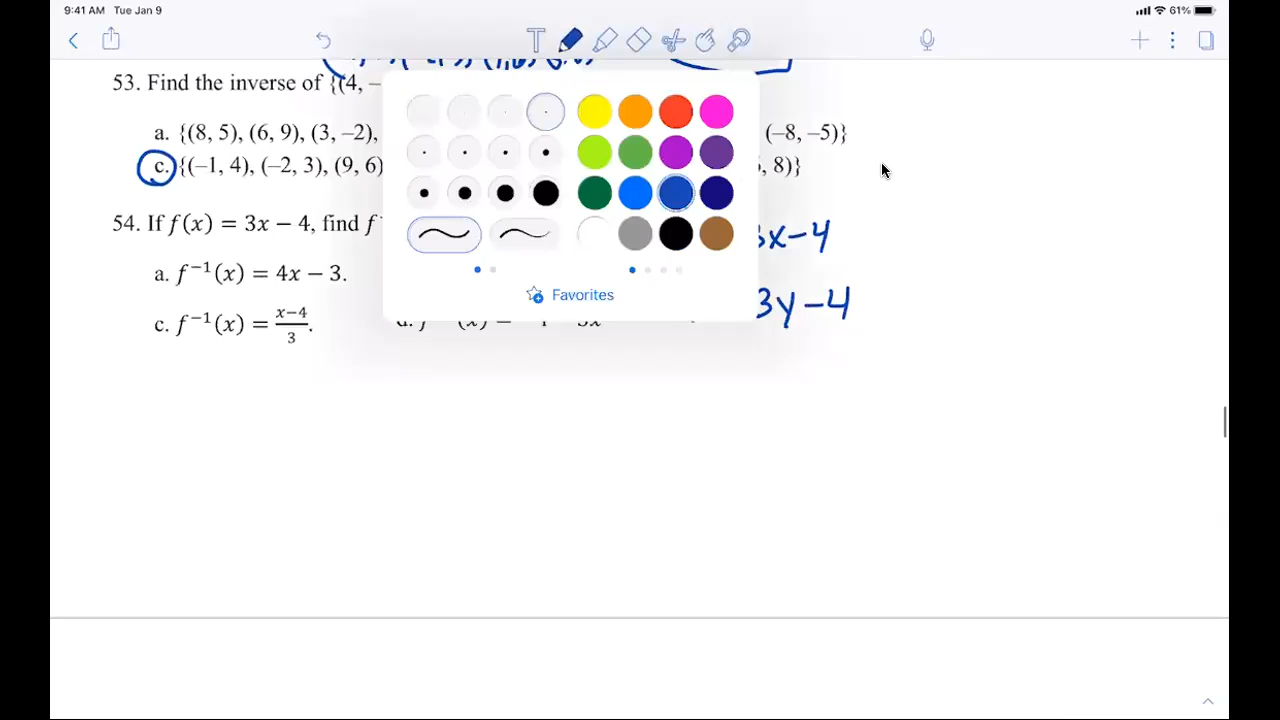 9:41 AM Tue Jan 9 61%
T
53. Find the inverse of {(4, –
a. {(8, 5), (6, 9), (3, –2), (–8, –5)}
c. {(–1, 4), (–2, 3), (9, 6) , 8)}
54. If f(x) = 3x − 4, find f 3x−4
a. f⁻¹(x) = 4x − 3. 3y−4
c. f⁻¹(x) = (x−4)/3.
Favorites